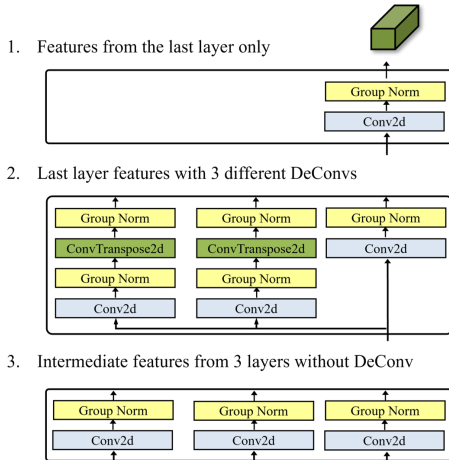 1. Features from the last layer only
Group Norm
Conv2d
2. Last layer features with 3 different DeConvs
Group Norm Group Norm Group Norm
ConvTranspose2d ConvTranspose2d Conv2d
Group Norm Group Norm
Conv2d Conv2d
3. Intermediate features from 3 layers without DeConv
Group Norm Group Norm Group Norm
Conv2d Conv2d Conv2d